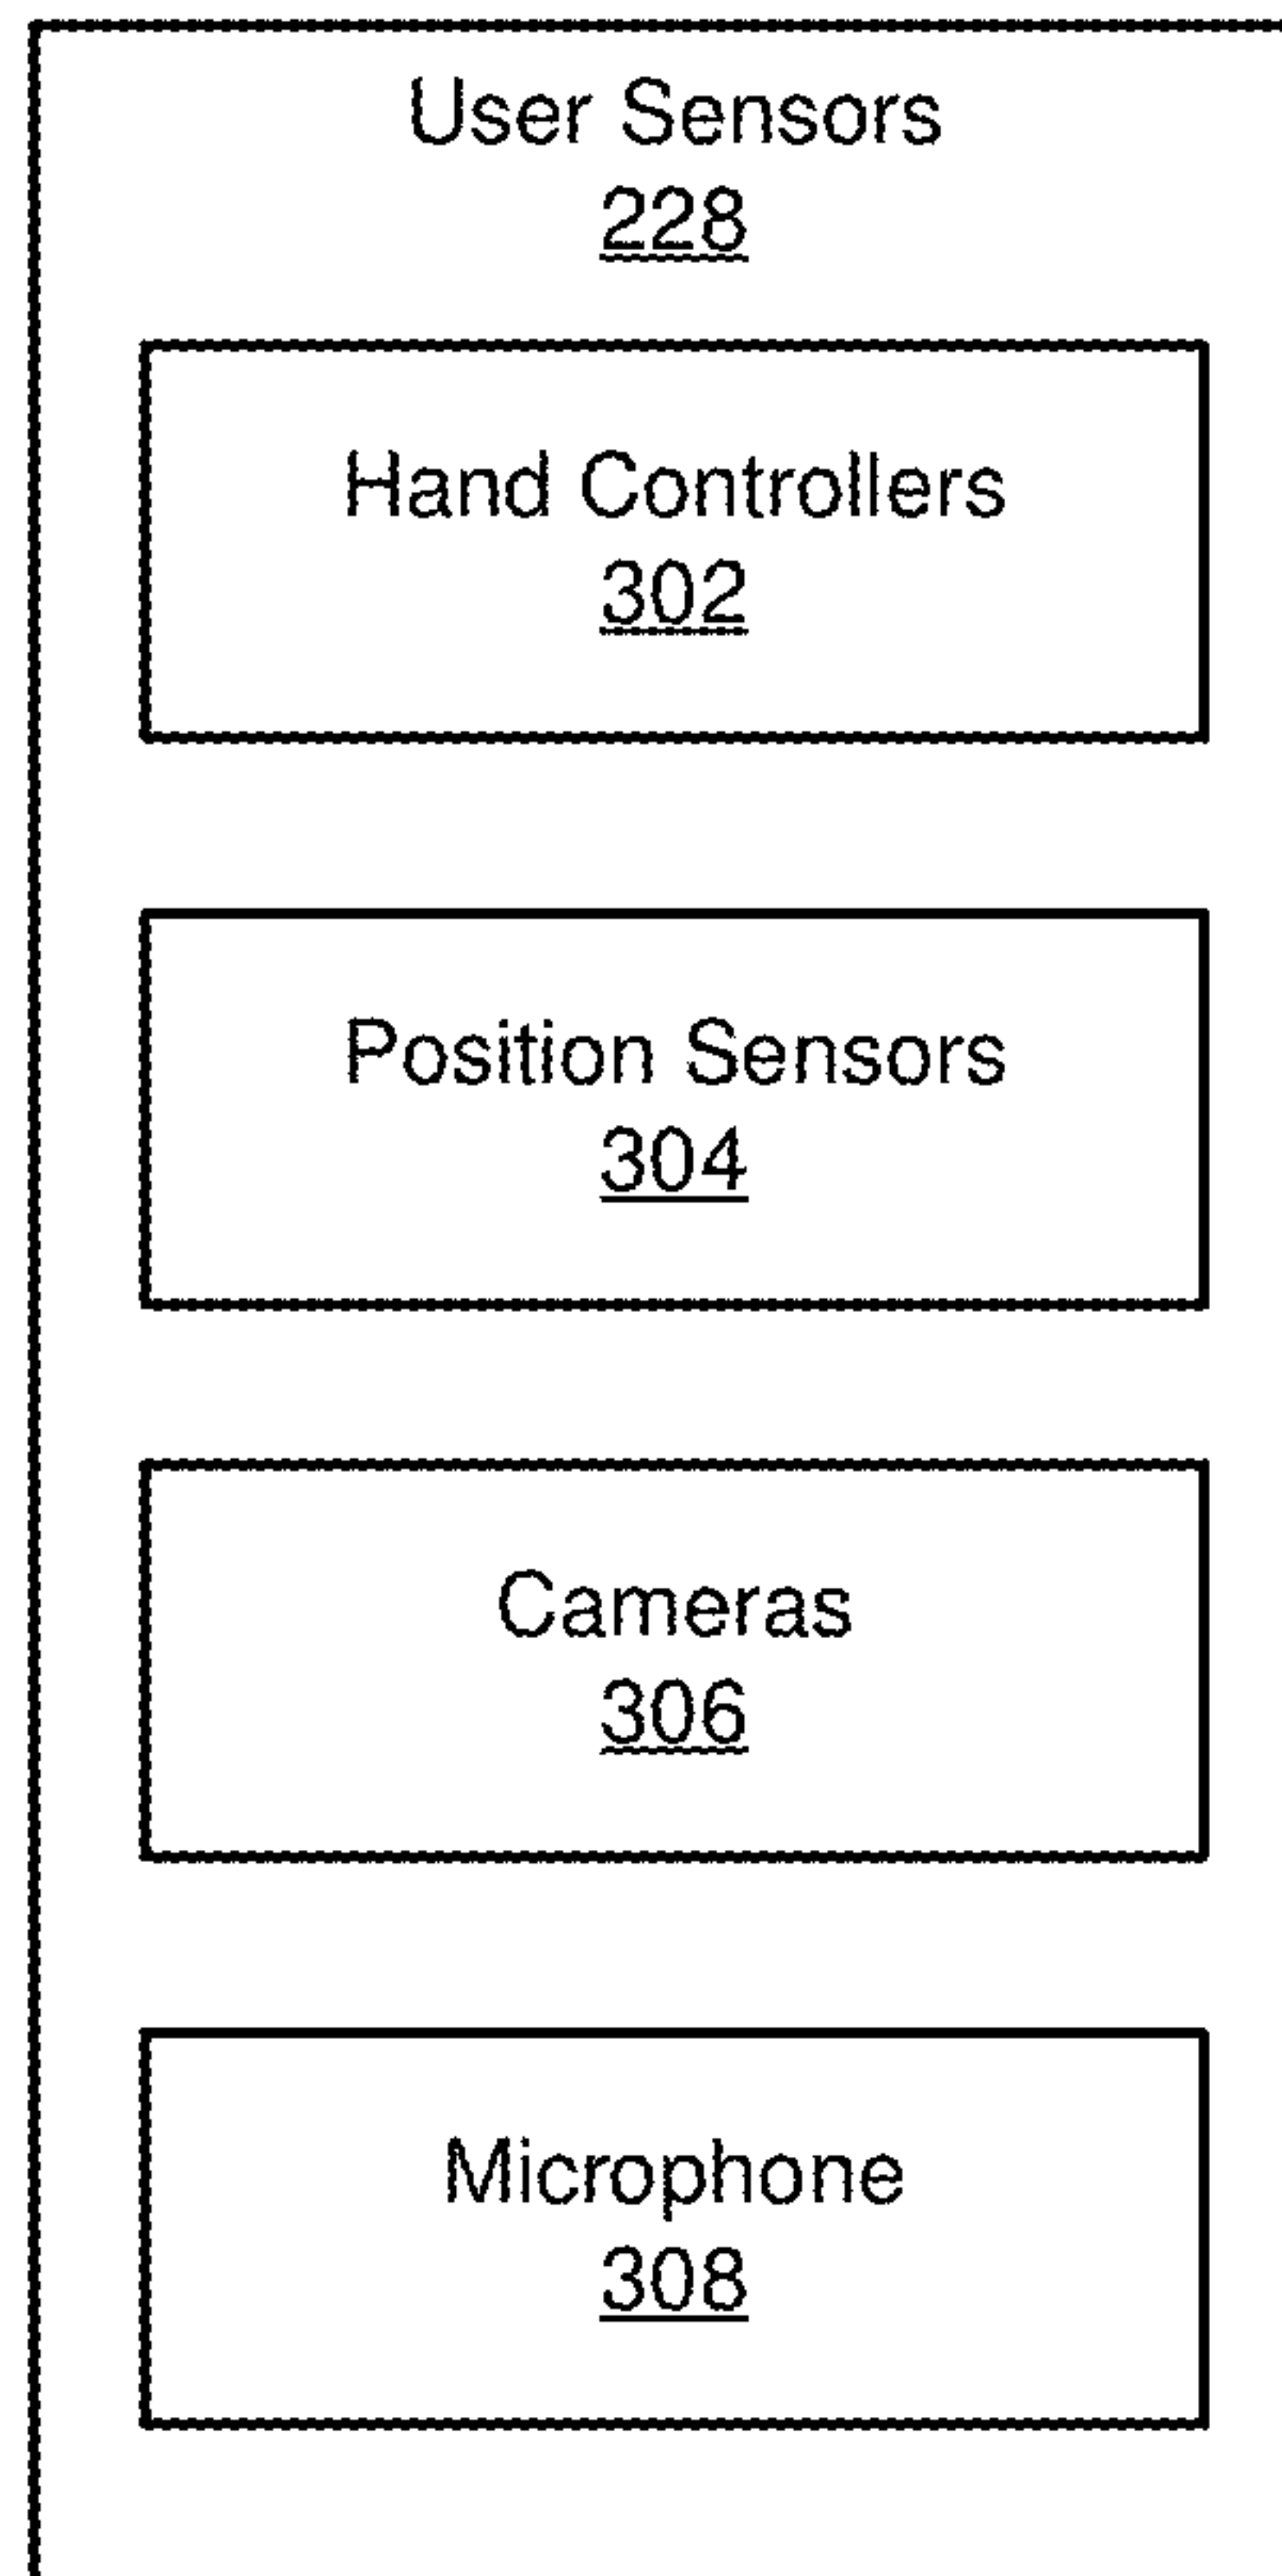 User Sensors
228
Hand Controllers
302
Position Sensors
304
Cameras
306
Microphone
308